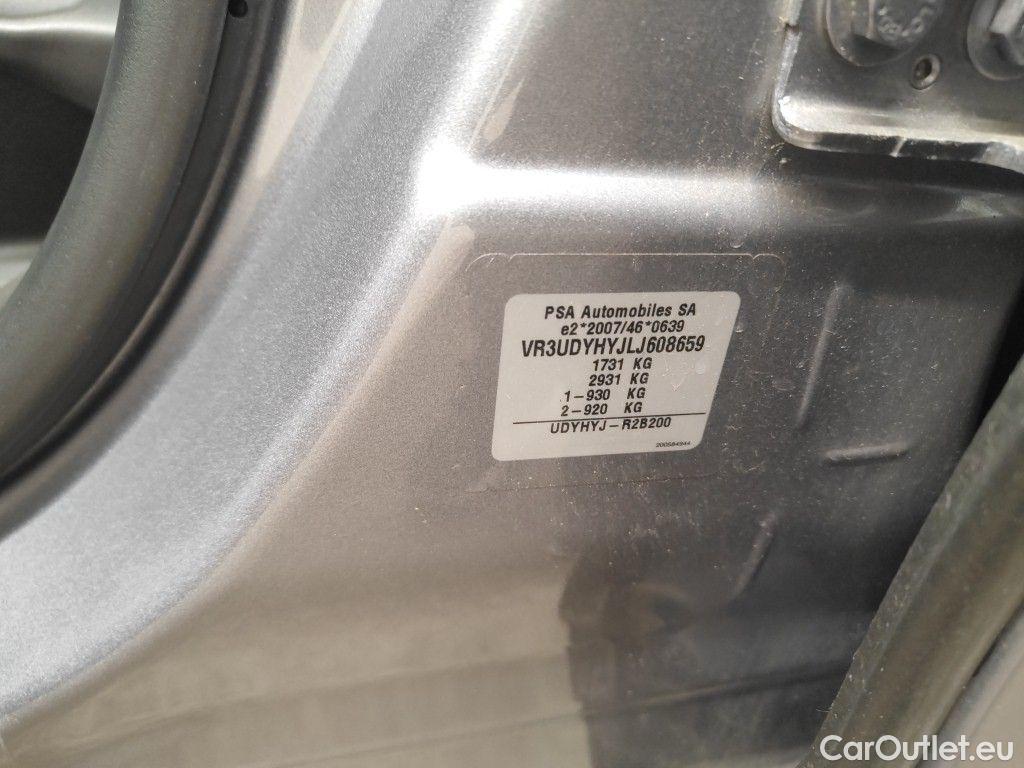 PSA Automobiles SA
e2*2007/46*0639
VR3UDYHYJLJ608659
1731 KG
2931 KG
1-930 KG
2-920 KG
UDYHYJ-R2B200
200584944
CarOutlet.eu